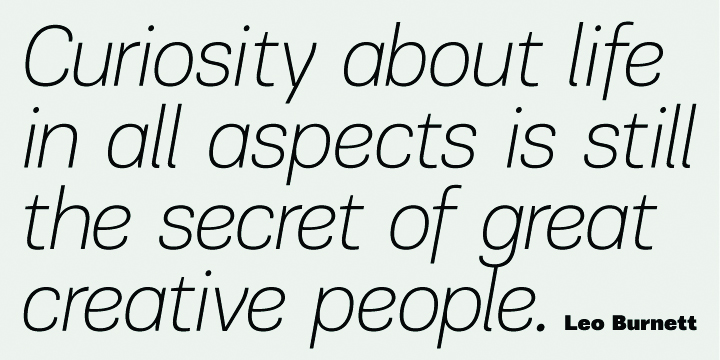 Curiosity about life
in all aspects is still
the secret of great
creative people. Leo Burnett